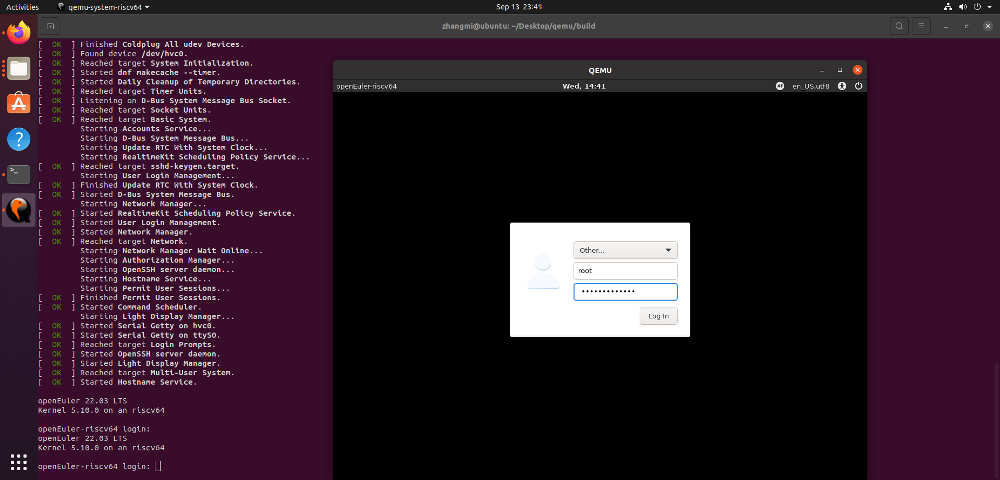 Activities
qemu-system-riscv64
Sep 13 23:41
zhangmi@ubuntu: ~/Desktop/qemu/build
[ OK ] Finished Coldplug All udev Devices.
[ OK ] Found device /dev/hvc0.
[ OK ] Reached target System Initialization.
[ OK ] Started dnf makecache --timer.
[ OK ] Started Daily Cleanup of Temporary Directories.
[ OK ] Reached target Timer Units.
[ OK ] Listening on D-Bus System Message Bus Socket.
[ OK ] Reached target Socket Units.
[ OK ] Reached target Basic System.
Starting Accounts Service...
Starting D-Bus System Message Bus...
Starting Update RTC With System Clock...
Starting RealtimeKit Scheduling Policy Service...
[ OK ] Reached target sshd-keygen.target.
Starting User Login Management...
[ OK ] Finished Update RTC With System Clock.
[ OK ] Started D-Bus System Message Bus.
Starting Network Manager...
[ OK ] Started RealtimeKit Scheduling Policy Service.
[ OK ] Started User Login Management.
[ OK ] Started Network Manager.
[ OK ] Reached target Network.
Starting Network Manager Wait Online...
Starting Authorization Manager...
Starting OpenSSH server daemon...
Starting Hostname Service...
Starting Permit User Sessions...
[ OK ] Finished Permit User Sessions.
[ OK ] Started Command Scheduler.
Starting Light Display Manager...
[ OK ] Started Serial Getty on hvc0.
[ OK ] Started Serial Getty on ttyS0.
[ OK ] Reached target Login Prompts.
[ OK ] Started OpenSSH server daemon.
[ OK ] Started Light Display Manager.
[ OK ] Reached target Multi-User System.
[ OK ] Started Hostname Service.
openEuler 22.03 LTS
Kernel 5.10.0 on an riscv64
openEuler-riscv64 login:
openEuler 22.03 LTS
Kernel 5.10.0 on an riscv64
openEuler-riscv64 login:
QEMU
openEuler-riscv64
Wed, 14:41
en_US.utf8
Other...
root
•••••••••••••
Log In